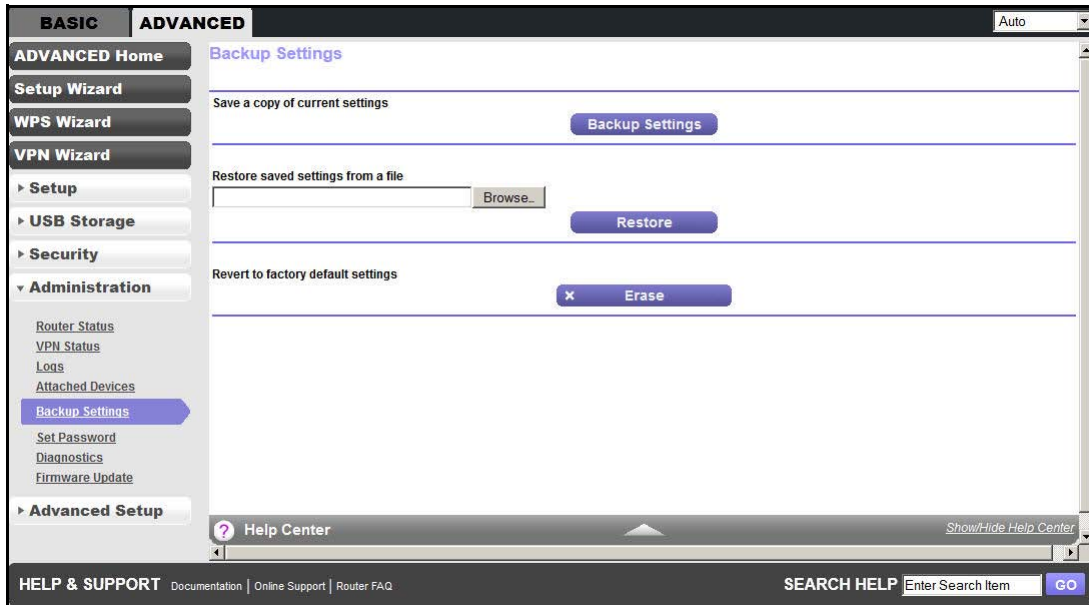 BASIC
ADVANCED
Auto
ADVANCED Home
Setup Wizard
WPS Wizard
VPN Wizard
Setup
USB Storage
Security
Administration
Router Status
VPN Status
Logs
Attached Devices
Backup Settings
Set Password
Diagnostics
Firmware Update
Advanced Setup
Backup Settings
Save a copy of current settings
Backup Settings
Restore saved settings from a file
Browse...
Restore
Revert to factory default settings
× Erase
? Help Center
Show/Hide Help Center
HELP & SUPPORT Documentation | Online Support | Router FAQ
SEARCH HELP Enter Search Item GO